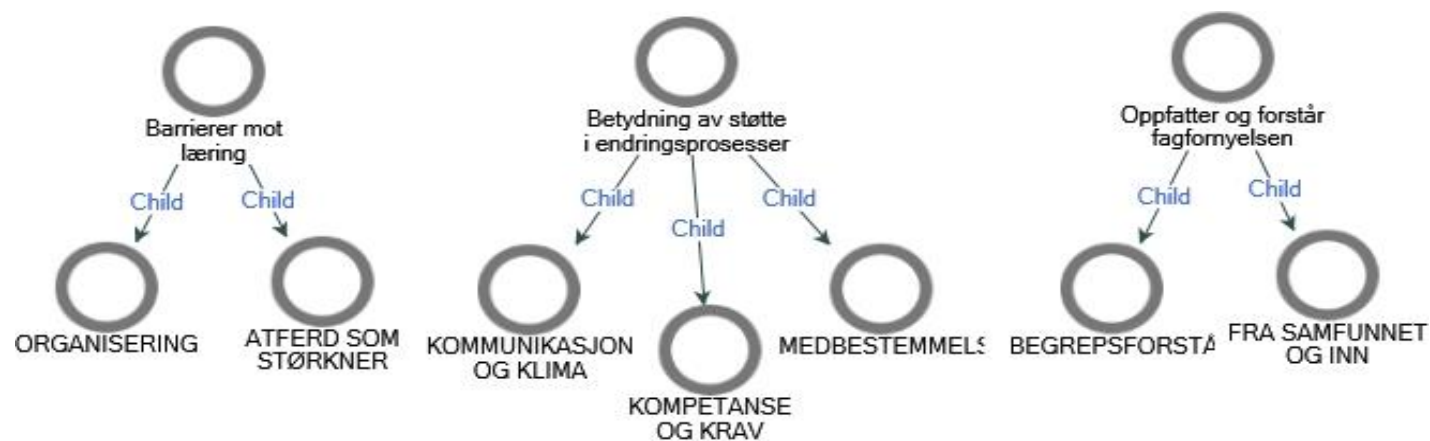 Barrierer mot
læring
Child
Child
ORGANISERING
ATFERD SOM
STØRKNER
Betydning av støtte
i endringsprosesser
Child
Child
Child
KOMMUNIKASJON
OG KLIMA
KOMPETANSE
OG KRAV
MEDBESTEMMELS
Oppfatter og forstår
fagfornyelsen
Child
Child
BEGREPSFORSTÅ
FRA SAMFUNNET
OG INN